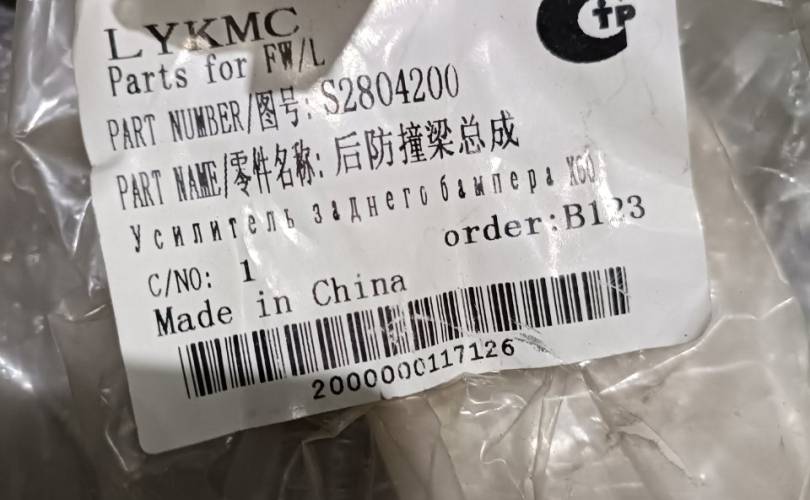 LYKMC
Parts for FW/L
PART NUMBER/图号: S2804200
PART NAME/零件名称: 后防撞梁总成
Усилитель заднего бампера X60
order:B123
C/NO: 1
Made in China
2000000117126